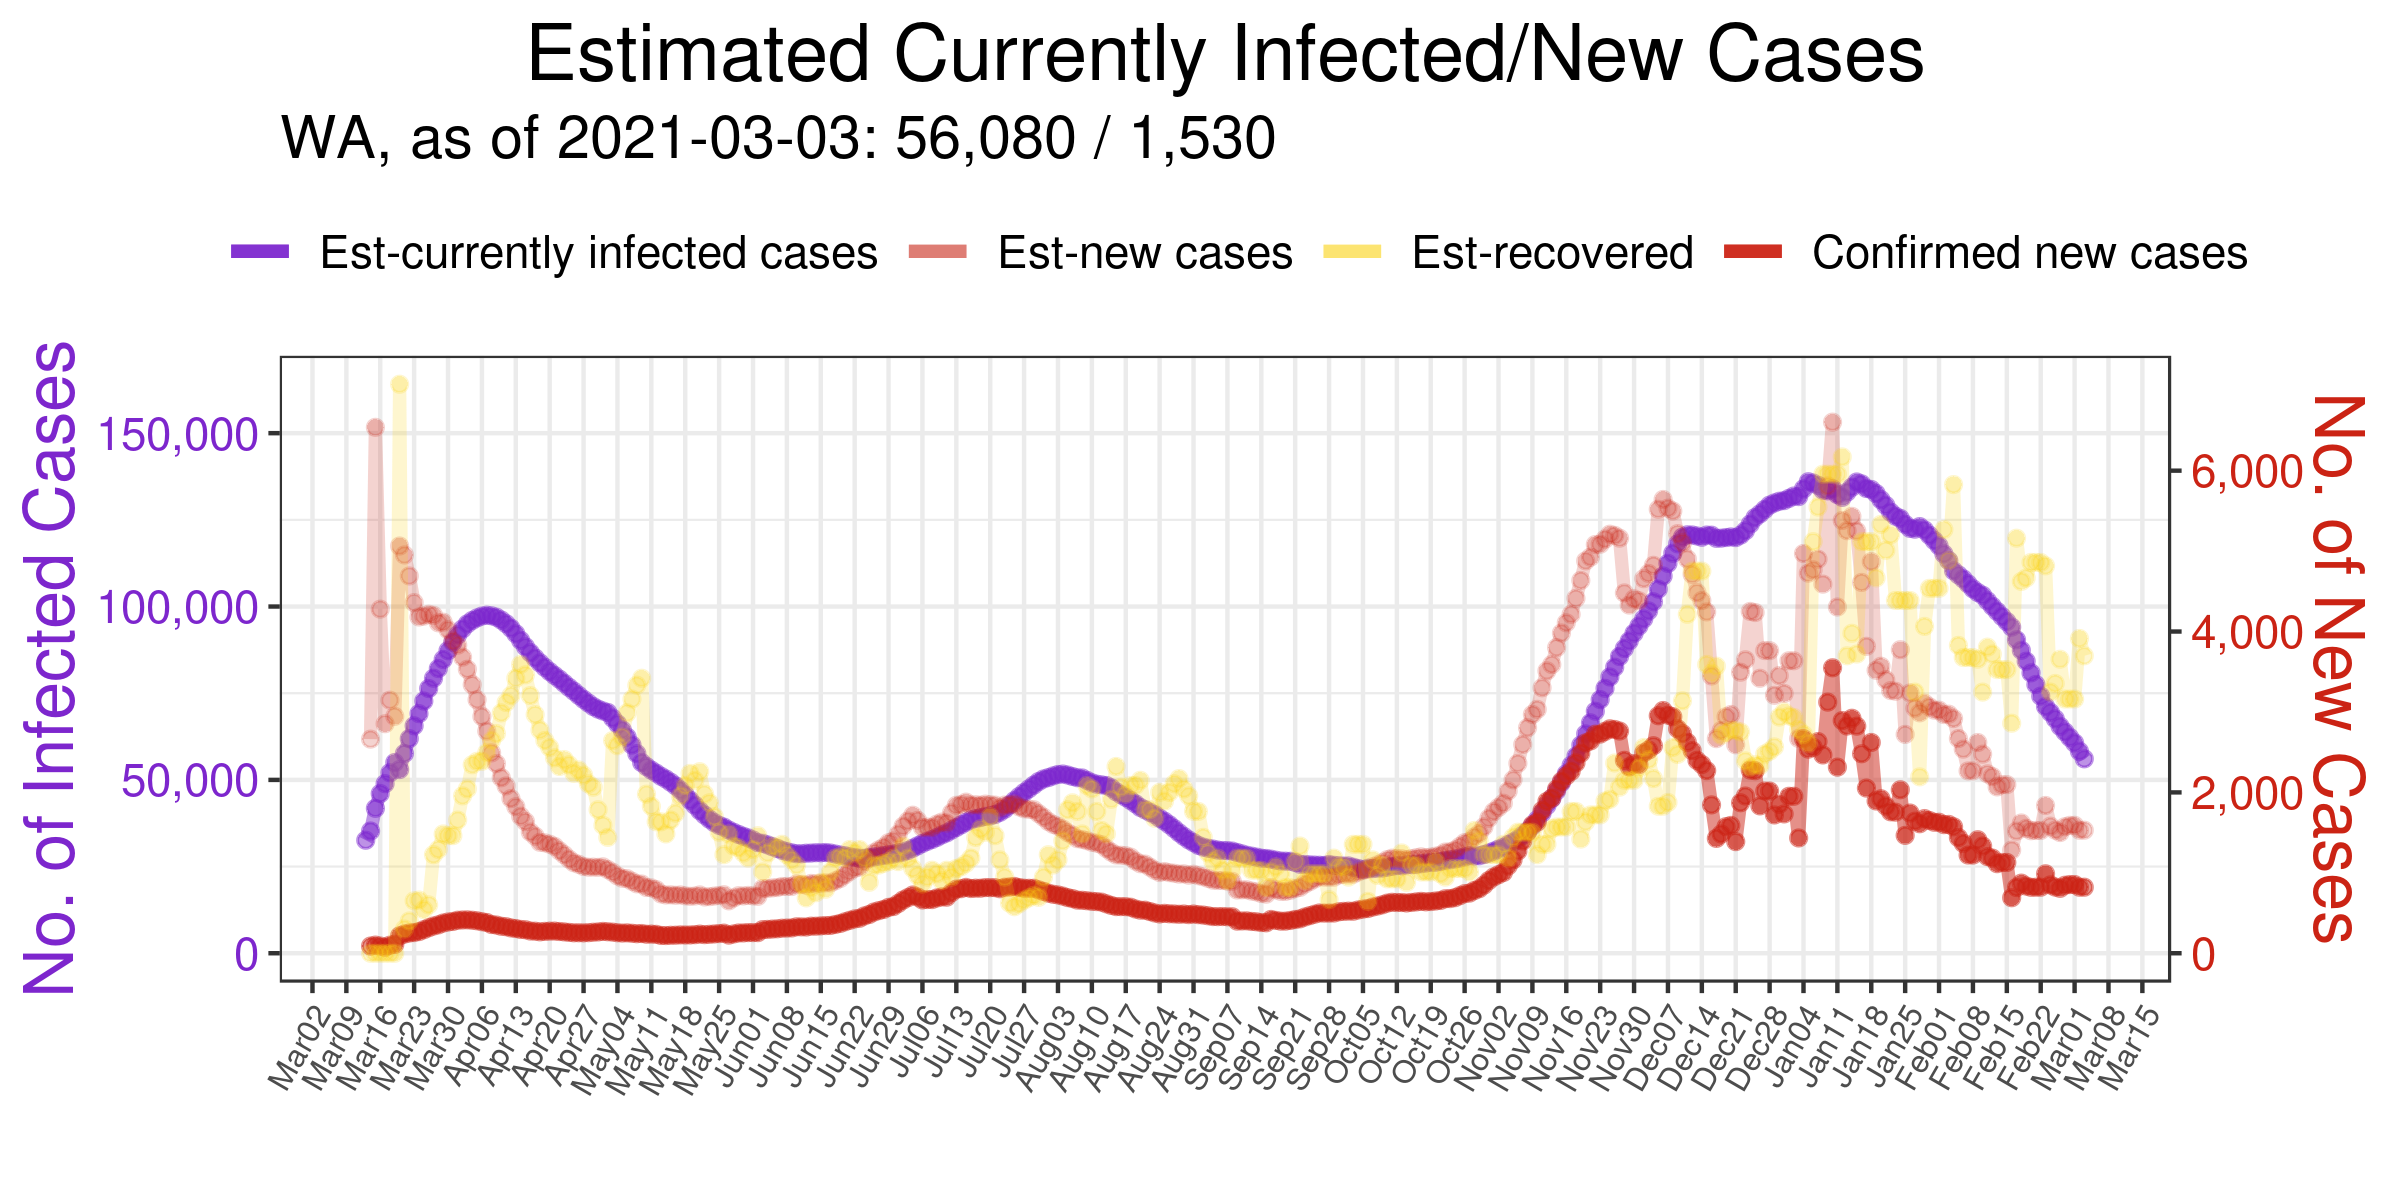 Estimated Currently Infected/New Cases
WA, as of 2021-03-03: 56,080 / 1,530
Est-currently infected cases Est-new cases Est-recovered Confirmed new cases
No. of Infected Cases
150,000
100,000
50,000
0
6,000
4,000
2,000
0
No. of New Cases
Mar02 Mar09 Mar16 Mar23 Mar30 Apr06 Apr13 Apr20 Apr27 May04 May11 May18 May25 Jun01 Jun08 Jun15 Jun22 Jun29 Jul06 Jul13 Jul20 Jul27 Aug03 Aug10 Aug17 Aug24 Aug31 Sep07 Sep14 Sep21 Sep28 Oct05 Oct12 Oct19 Oct26 Nov02 Nov09 Nov16 Nov23 Nov30 Dec07 Dec14 Dec21 Dec28 Jan04 Jan11 Jan18 Jan25 Feb01 Feb08 Feb15 Feb22 Mar01 Mar08 Mar15